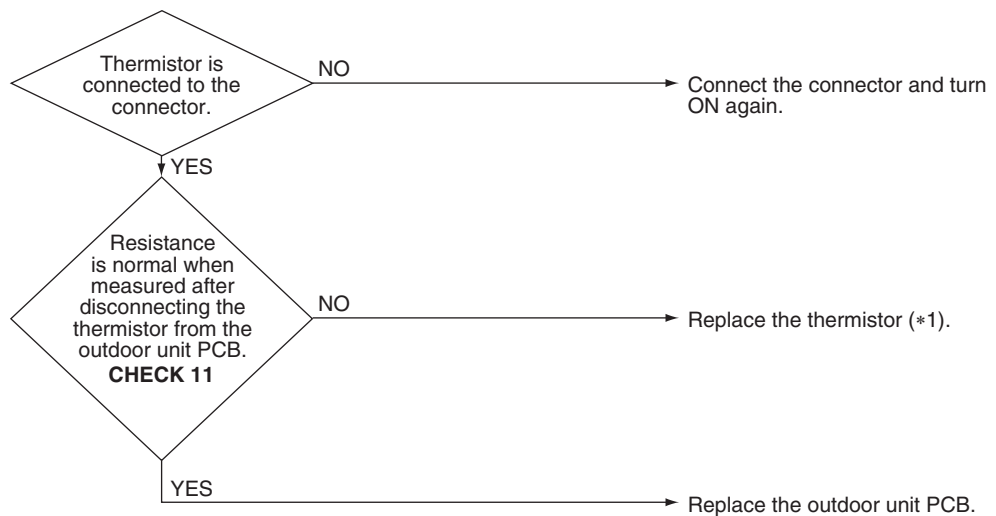 Thermistor is
connected to the
connector.
NO
Connect the connector and turn
ON again.
YES
Resistance
is normal when
measured after
disconnecting the
thermistor from the
outdoor unit PCB.
CHECK 11
NO
Replace the thermistor (*1).
YES
Replace the outdoor unit PCB.